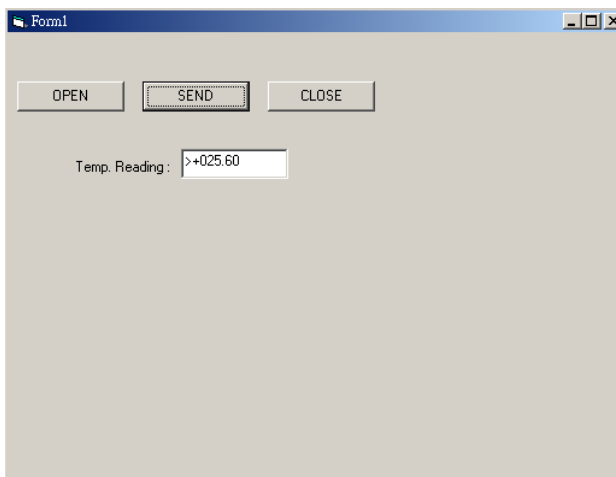 Form1
OPEN SEND CLOSE
Temp. Reading : >+025.60